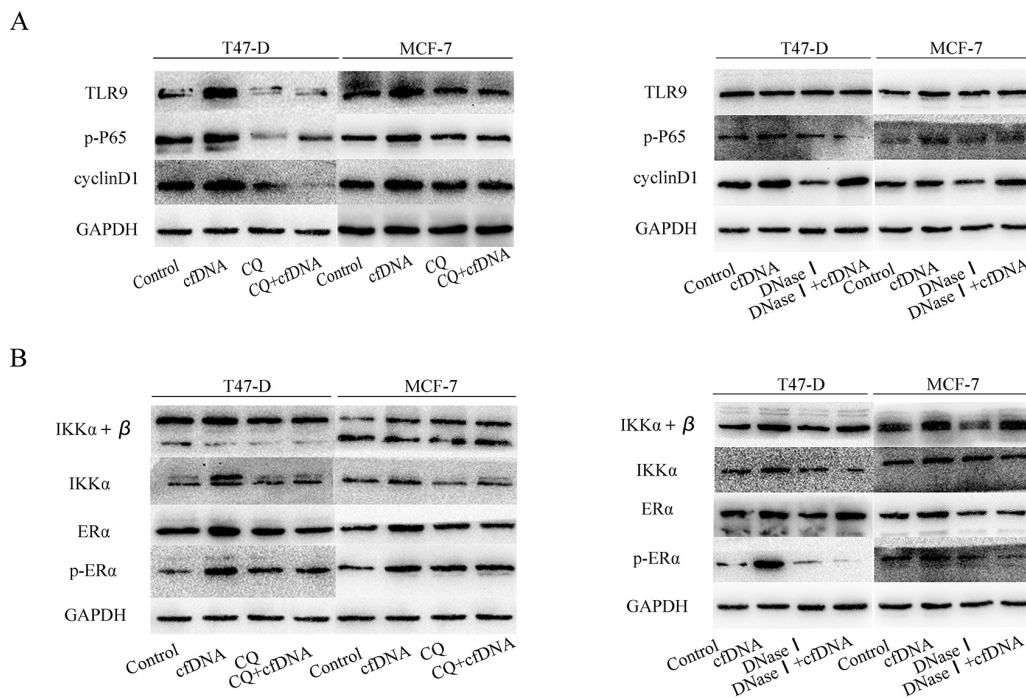 A
T47-D MCF-7
TLR9
p-P65
cyclinD1
GAPDH
Control cfDNA CQ CQ+cfDNA Control cfDNA CQ CQ+cfDNA
T47-D MCF-7
TLR9
p-P65
cyclinD1
GAPDH
Control cfDNA DNase I DNase I+cfDNA Control cfDNA DNase I DNase I+cfDNA
B
T47-D MCF-7
IKKα + β
IKKα
ERα
p-ERα
GAPDH
Control cfDNA CQ CQ+cfDNA Control cfDNA CQ CQ+cfDNA
T47-D MCF-7
IKKα + β
IKKα
ERα
p-ERα
GAPDH
Control cfDNA DNase I DNase I+cfDNA Control cfDNA DNase I DNase I+cfDNA